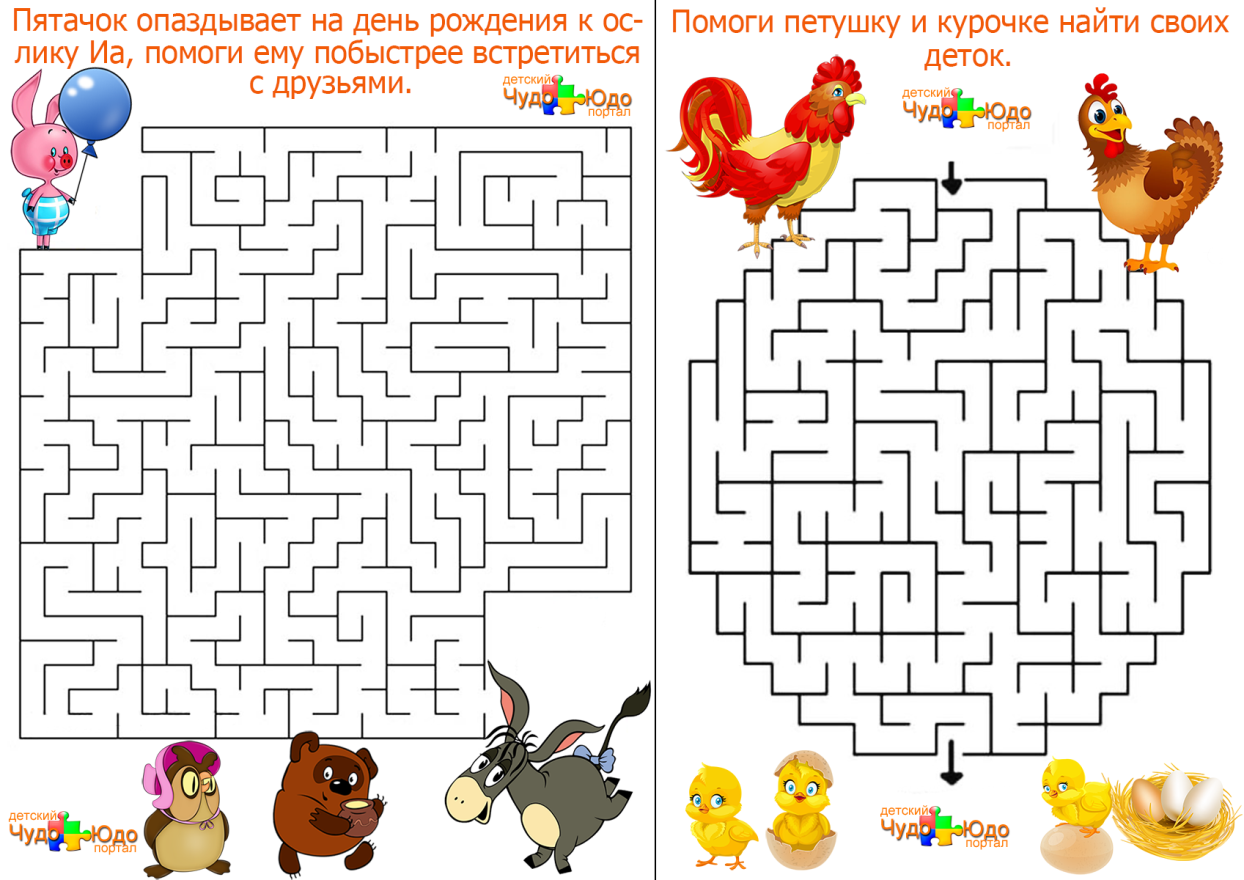 Пятачок опаздывает на день рождения к ос-
лику Иа, помоги ему побыстрее встретиться
с друзьями.
детский
Чудо Юдо
портал
Помоги петушку и курочке найти своих
деток.
детский
Чудо Юдо
портал
детский
Чудо Юдо
портал
детский
Чудо Юдо
портал